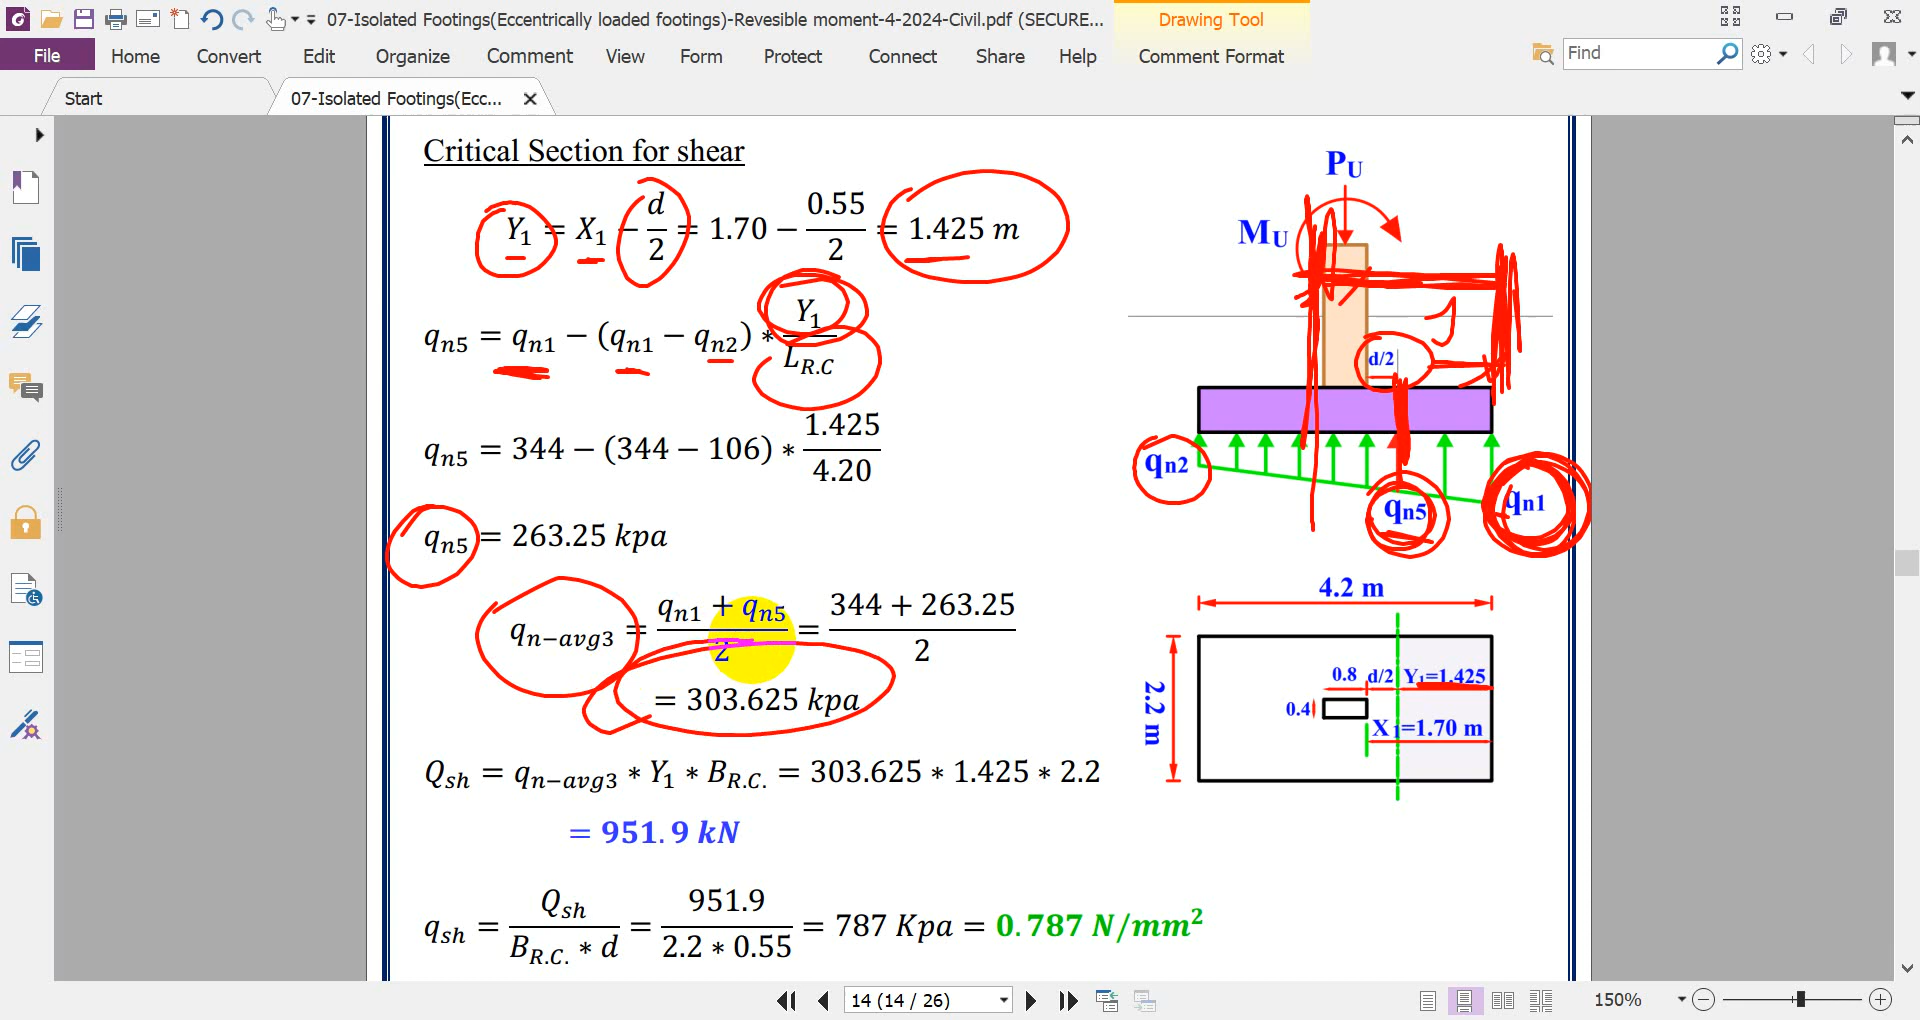 07-Isolated Footings(Eccentrically loaded footings)-Revesible moment-4-2024-Civil.pdf (SECURE...
Drawing Tool
File Home Convert Edit Organize Comment View Form Protect Connect Share Help Comment Format Find
Start 07-Isolated Footings(Ecc...
Critical Section for shear
Y₁ = X₁ − d/2 = 1.70 − 0.55/2 = 1.425 m
qn5 = qn1 − (qn1 − qn2) * Y₁/L_R.C
qn5 = 344 − (344 − 106) * 1.425/4.20
qn5 = 263.25 kpa
qn−avg3 = (qn1 + qn5)/2 = (344 + 263.25)/2
= 303.625 kpa
Qsh = qn−avg3 * Y₁ * B_R.C. = 303.625 * 1.425 * 2.2
= 951.9 kN
qsh = Qsh/(B_R.C. * d) = 951.9/(2.2 * 0.55) = 787 Kpa = 0.787 N/mm²
PU
MU
d/2
qn2
qn5
qn1
4.2 m
2.2 m
0.8 d/2 Y₁=1.425
0.4
X₁=1.70 m
14 (14 / 26)
150%